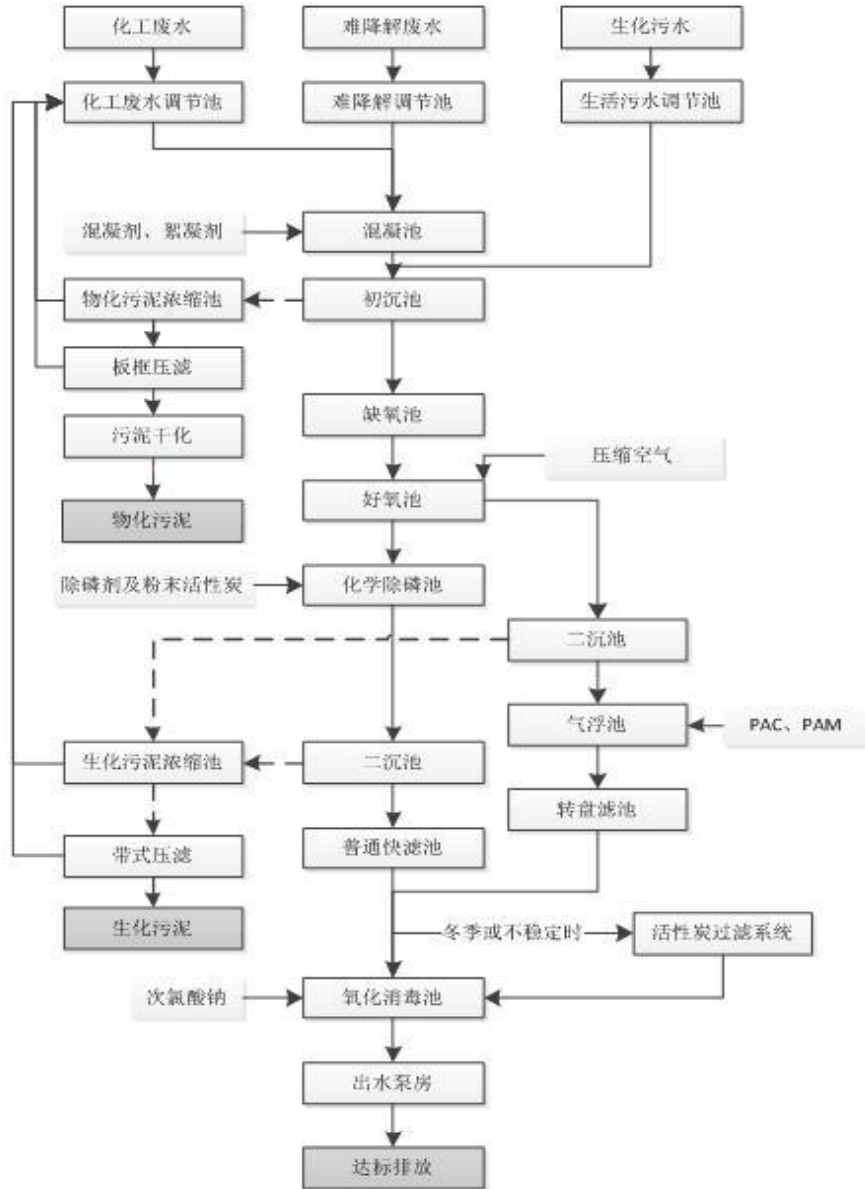 化工废水
难降解废水
生化污水
化工废水调节池
难降解调节池
生活污水调节池
混凝剂、絮凝剂
混凝池
物化污泥浓缩池
初沉池
板框压滤
缺氧池
污泥干化
压缩空气
好氧池
物化污泥
除磷剂及粉末活性炭
化学除磷池
二沉池
气浮池
PAC、PAM
生化污泥浓缩池
二沉池
转盘滤池
带式压滤
普通快滤池
生化污泥
冬季或不稳定时
活性炭过滤系统
次氯酸钠
氧化消毒池
出水泵房
达标排放